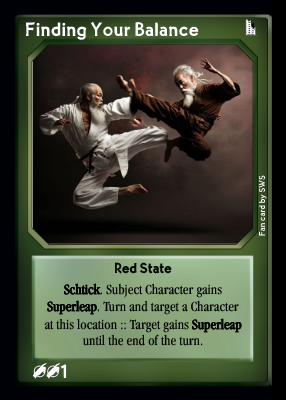 Finding Your Balance
Fan card by SWS
Red State
Schtick. Subject Character gains
Superleap. Turn and target a Character
at this location :: Target gains Superleap
until the end of the turn.
1